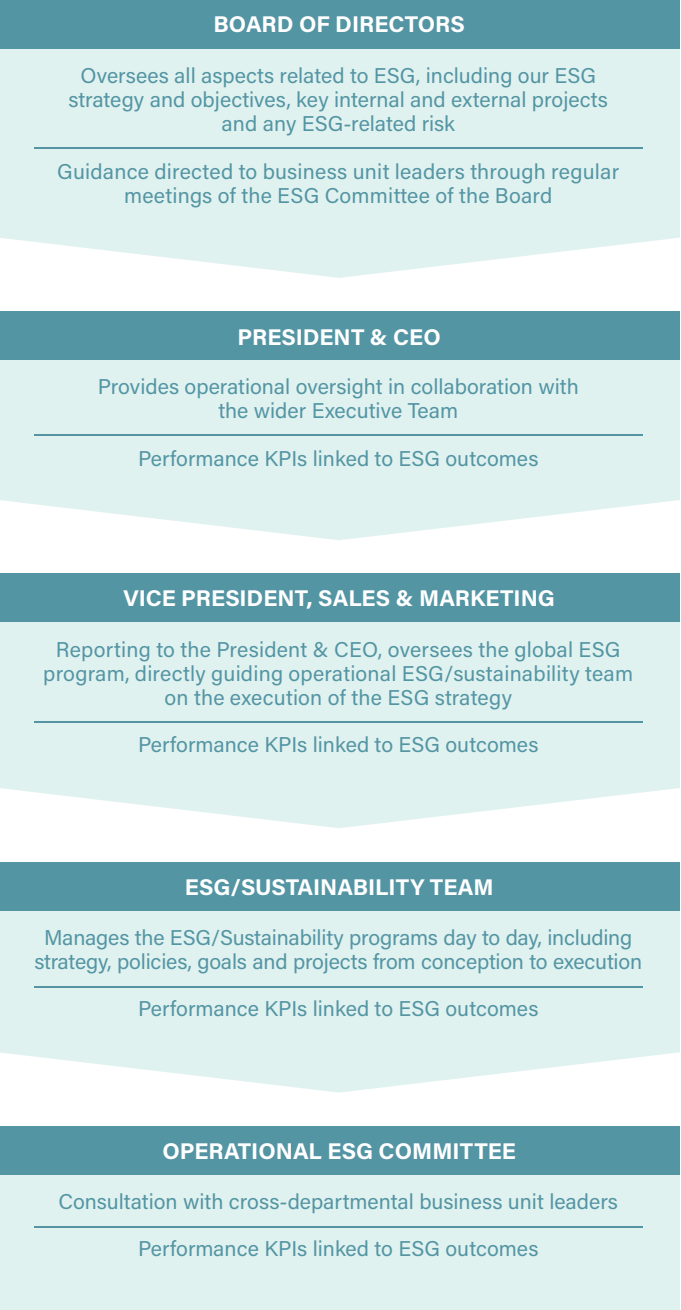 BOARD OF DIRECTORS
Oversees all aspects related to ESG, including our ESG
strategy and objectives, key internal and external projects
and any ESG-related risk
Guidance directed to business unit leaders through regular
meetings of the ESG Committee of the Board
PRESIDENT & CEO
Provides operational oversight in collaboration with
the wider Executive Team
Performance KPIs linked to ESG outcomes
VICE PRESIDENT, SALES & MARKETING
Reporting to the President & CEO, oversees the global ESG
program, directly guiding operational ESG/sustainability team
on the execution of the ESG strategy
Performance KPIs linked to ESG outcomes
ESG/SUSTAINABILITY TEAM
Manages the ESG/Sustainability programs day to day, including
strategy, policies, goals and projects from conception to execution
Performance KPIs linked to ESG outcomes
OPERATIONAL ESG COMMITTEE
Consultation with cross-departmental business unit leaders
Performance KPIs linked to ESG outcomes